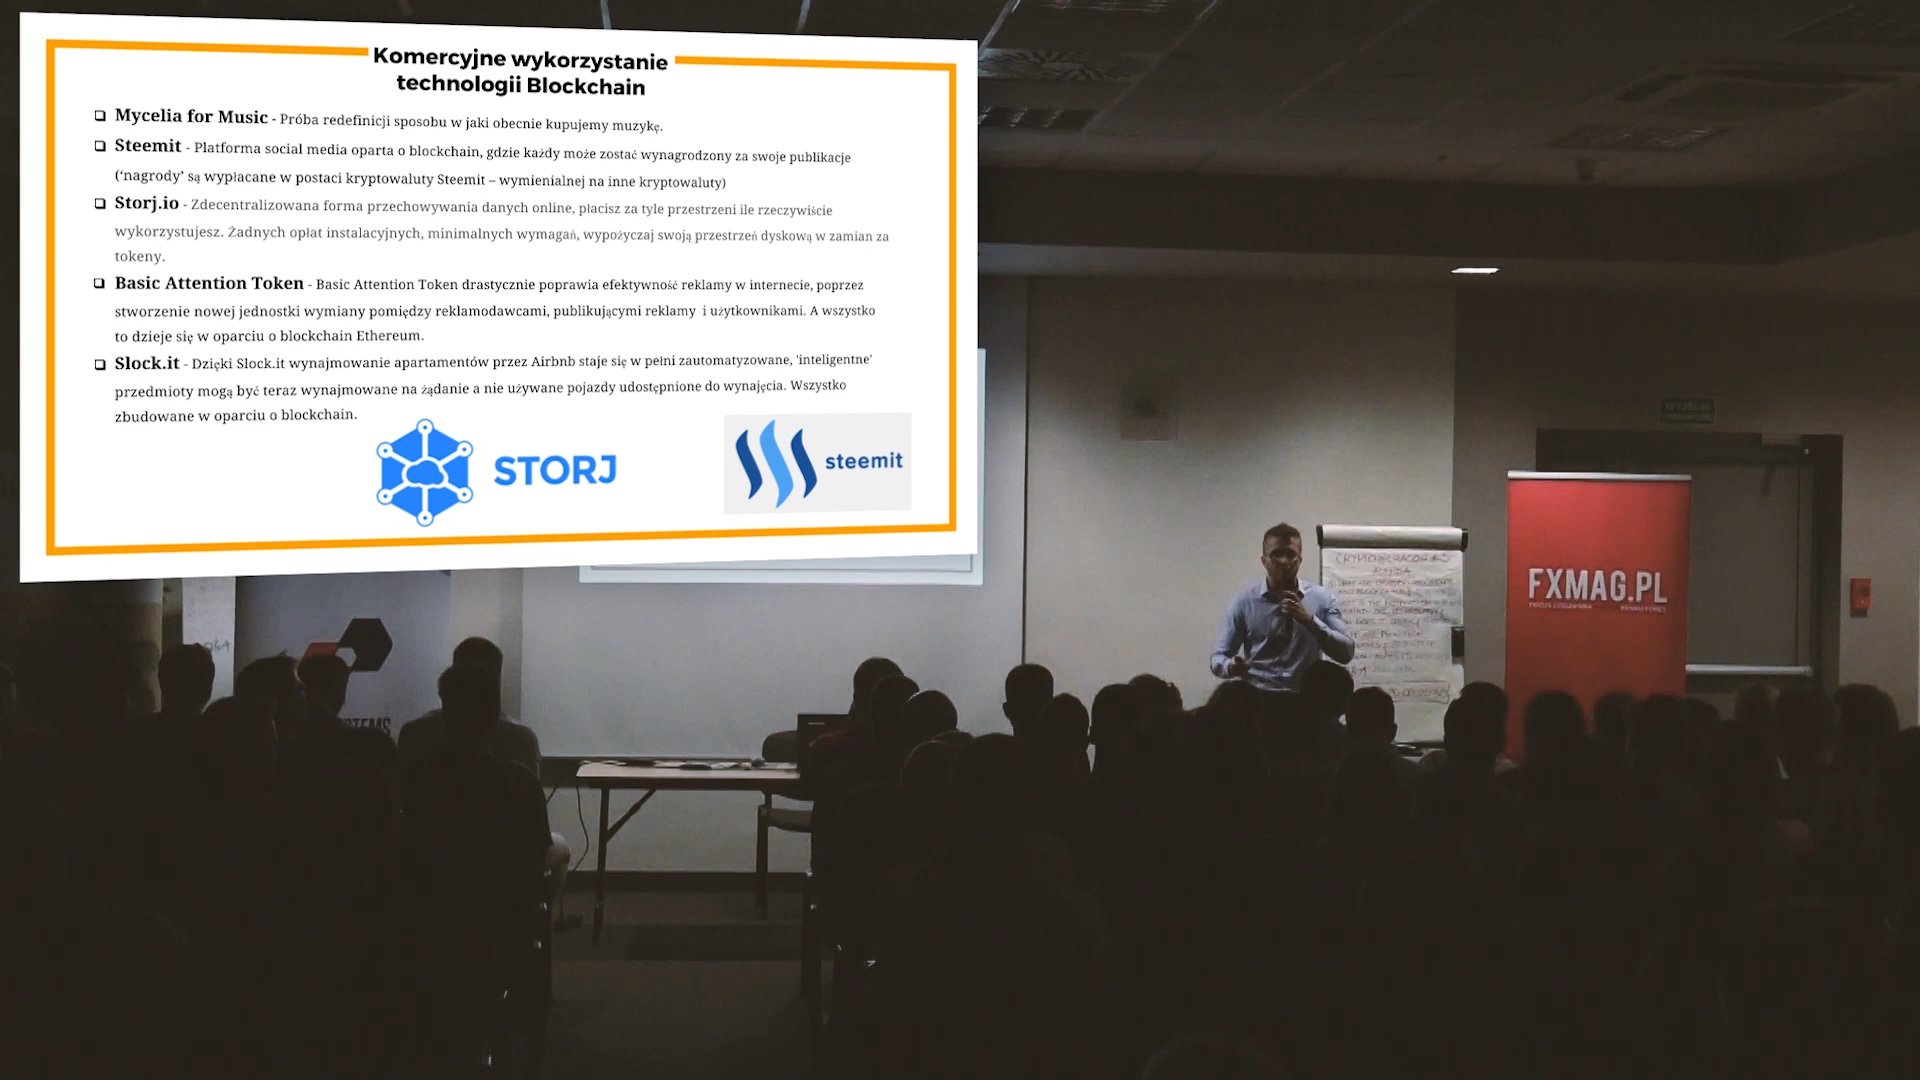 Komercyjne wykorzystanie
technologii Blockchain
❑ Mycelia for Music - Próba redefinicji sposobu w jaki obecnie kupujemy muzykę.
❑ Steemit - Platforma social media oparta o blockchain, gdzie każdy może zostać wynagrodzony za swoje publikacje
(‘nagrody’ są wypłacane w postaci kryptowaluty Steemit – wymienialnej na inne kryptowaluty)
❑ Storj.io - Zdecentralizowana forma przechowywania danych online, płacisz za tyle przestrzeni ile rzeczywiście
wykorzystujesz. Żadnych opłat instalacyjnych, minimalnych wymagań, wypożyczaj swoją przestrzeń dyskową w zamian za
tokeny.
❑ Basic Attention Token - Basic Attention Token drastycznie poprawia efektywność reklamy w internecie, poprzez
stworzenie nowej jednostki wymiany pomiędzy reklamodawcami, publikującymi reklamy i użytkownikami. A wszystko
to dzieje się w oparciu o blockchain Ethereum.
❑ Slock.it - Dzięki Slock.it wynajmowanie apartamentów przez Airbnb staje się w pełni zautomatyzowane, 'inteligentne'
przedmioty mogą być teraz wynajmowane na żądanie a nie używane pojazdy udostępnione do wynajęcia. Wszystko
zbudowane w oparciu o blockchain.
STORJ
steemit
FXMAG.PL